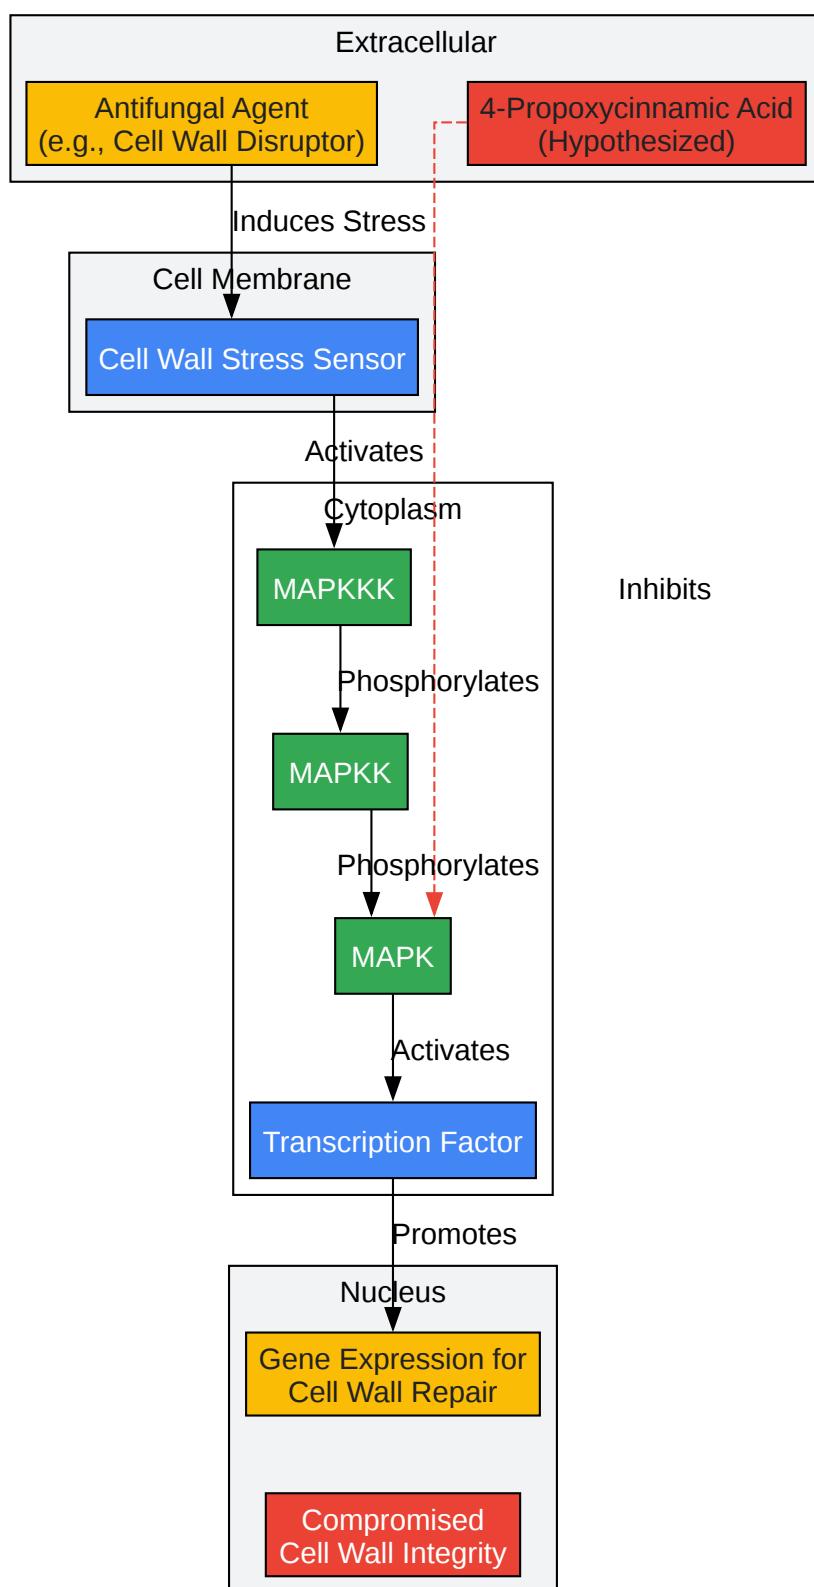 Extracellular
Antifungal Agent
(e.g., Cell Wall Disruptor)
4-Propoxycinnamic Acid
(Hypothesized)
Induces Stress
Cell Membrane
Cell Wall Stress Sensor
Activates
Cytoplasm
MAPKKK
Inhibits
Phosphorylates
MAPKK
Phosphorylates
MAPK
Activates
Transcription Factor
Promotes
Nucleus
Gene Expression for
Cell Wall Repair
Compromised
Cell Wall Integrity